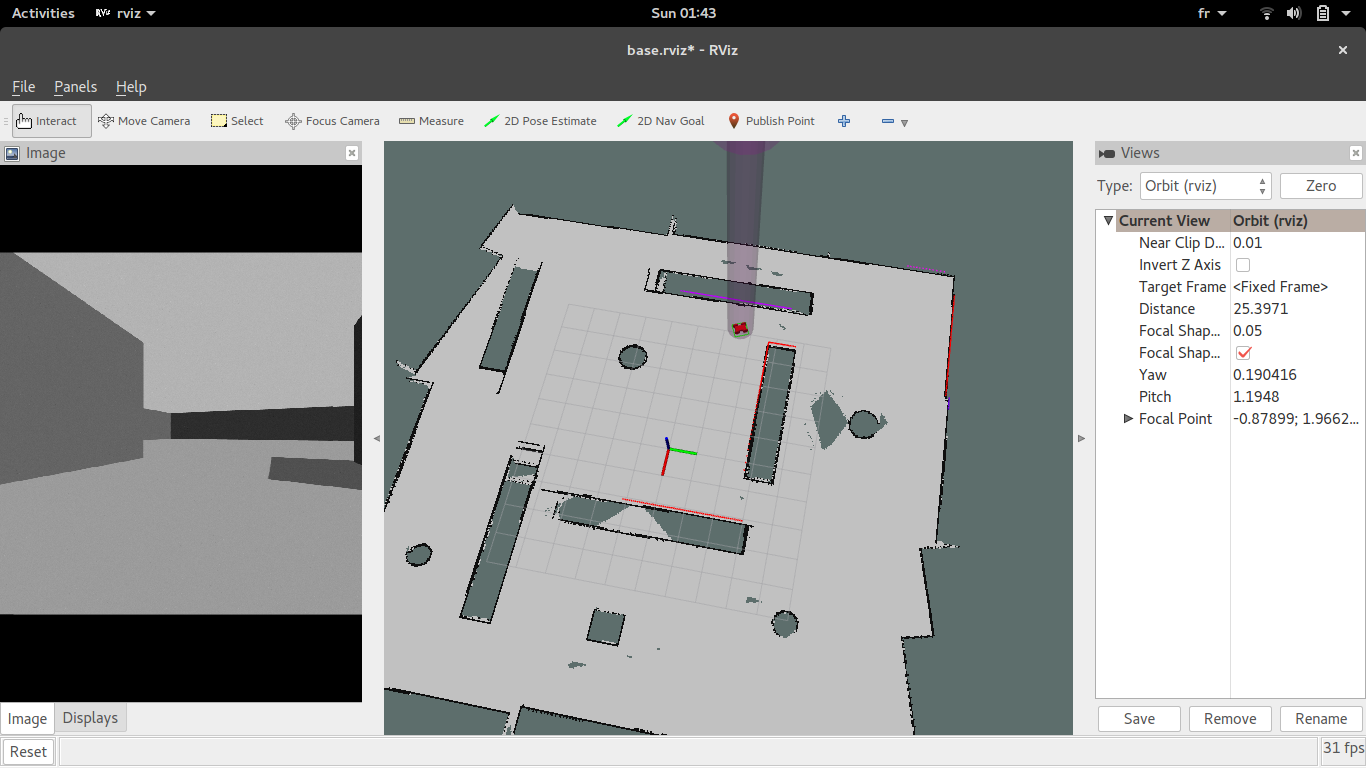 Activities rviz Sun 01:43 fr
base.rviz* - RViz
File Panels Help
Interact Move Camera Select Focus Camera Measure 2D Pose Estimate 2D Nav Goal Publish Point
Image
Views
Type: Orbit (rviz) Zero
Current View Orbit (rviz)
Near Clip D... 0.01
Invert Z Axis
Target Frame <Fixed Frame>
Distance 25.3971
Focal Shap... 0.05
Focal Shap...
Yaw 0.190416
Pitch 1.1948
Focal Point -0.87899; 1.9662...
Image Displays
Save Remove Rename
Reset
31 fps